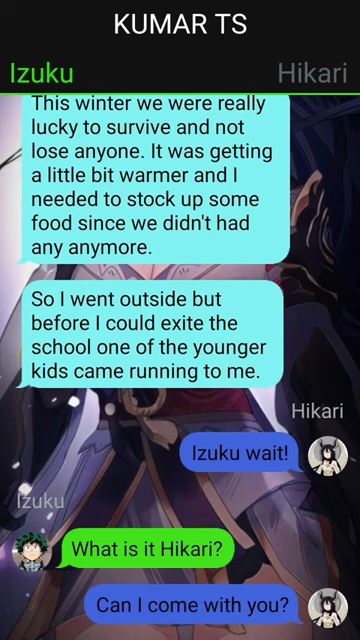 KUMAR TS
Izuku
Hikari
This winter we were really
lucky to survive and not
lose anyone. It was getting
a little bit warmer and I
needed to stock up some
food since we didn't had
any anymore.
So I went outside but
before I could exite the
school one of the younger
kids came running to me.
Hikari
Izuku wait!
Izuku
What is it Hikari?
Can I come with you?